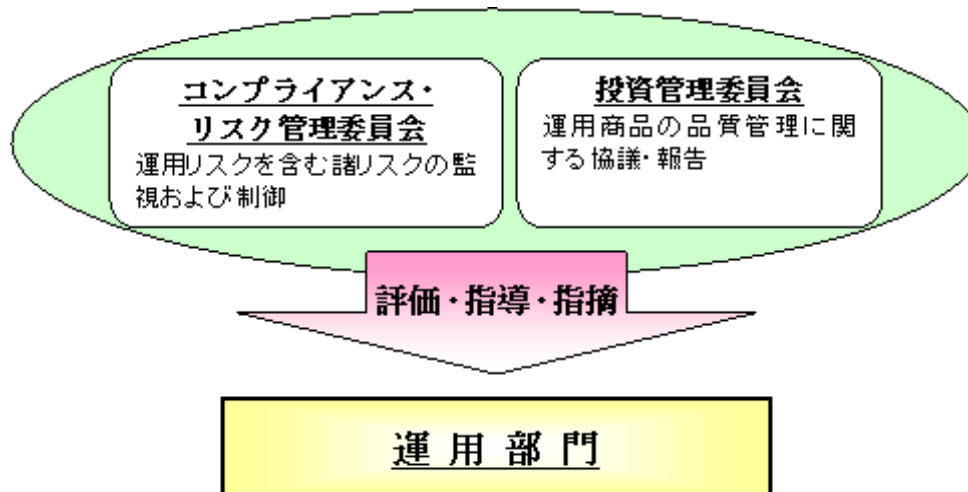 コンプライアンス・
リスク管理委員会
運用リスクを含む諸リスクの監
視および制御
投資管理委員会
運用商品の品質管理に関
する協議・報告
評価・指導・指摘
運用部門